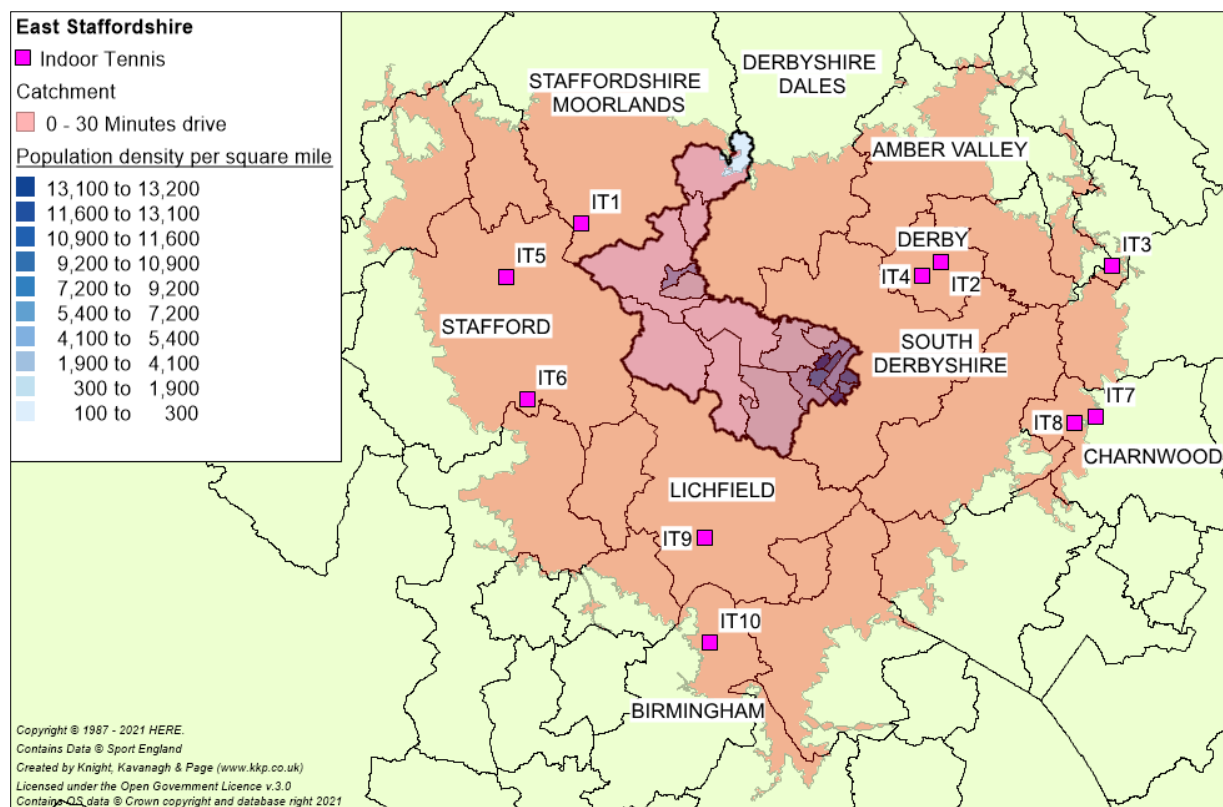 East Staffordshire
Indoor Tennis
Catchment
0 - 30 Minutes drive
Population density per square mile
13,100 to 13,200
11,600 to 13,100
10,900 to 11,600
9,200 to 10,900
7,200 to 9,200
5,400 to 7,200
4,100 to 5,400
1,900 to 4,100
300 to 1,900
100 to 300
STAFFORDSHIRE
MOORLANDS
DERBYSHIRE
DALES
AMBER VALLEY
IT1
DERBY
IT3
IT5
IT4
IT2
STAFFORD
SOUTH
DERBYSHIRE
IT6
IT7
IT8
CHARNWOOD
LICHFIELD
IT9
IT10
BIRMINGHAM
Copyright © 1987 - 2021 HERE.
Contains Data © Sport England
Created by Knight, Kavanagh & Page (www.kkp.co.uk)
Licensed under the Open Government Licence v.3.0
Contains OS data © Crown copyright and database right 2021